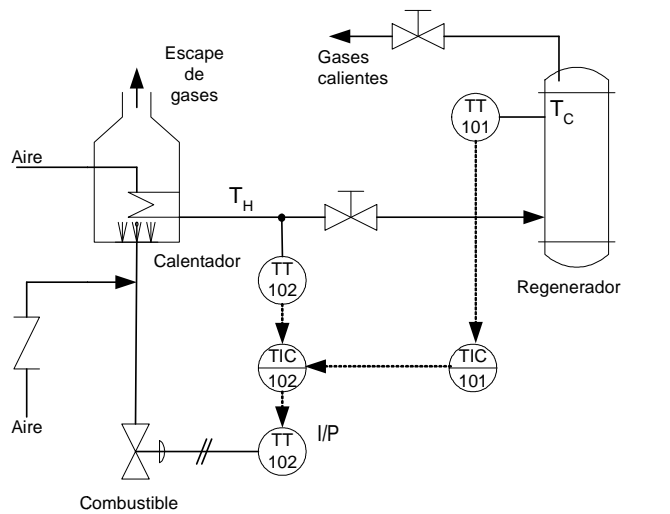 Escape
de
gases
Gases
calientes
TT
101
T_C
Aire
T_H
Calentador
TT
102
Regenerador
TIC
102
TIC
101
Aire
TT
102
I/P
Combustible